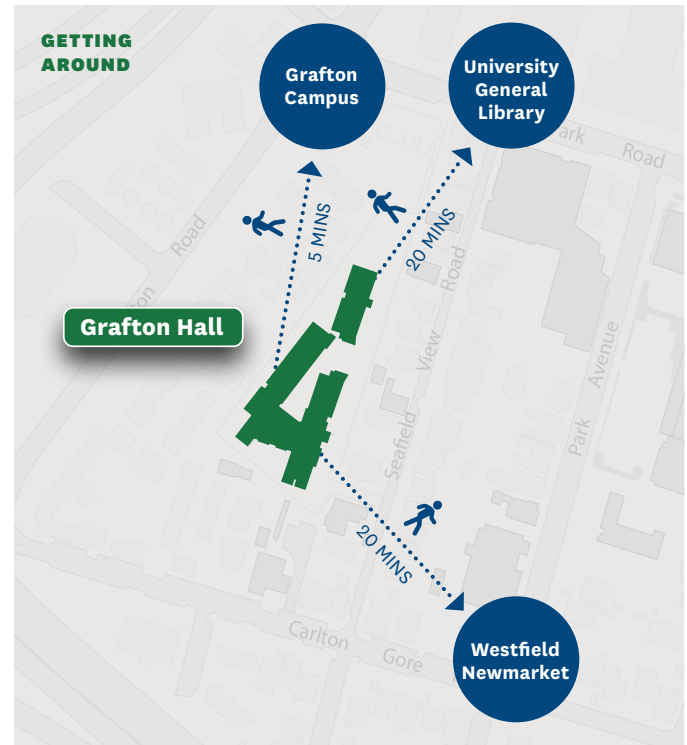 GETTING
AROUND
Grafton
Campus
University
General
Library
Park
Road
Road
5 MINS
20 MINS
Grafton Hall
View
Road
Seafield
Park
Avenue
20 MINS
Carlton
Gore
Westfield
Newmarket